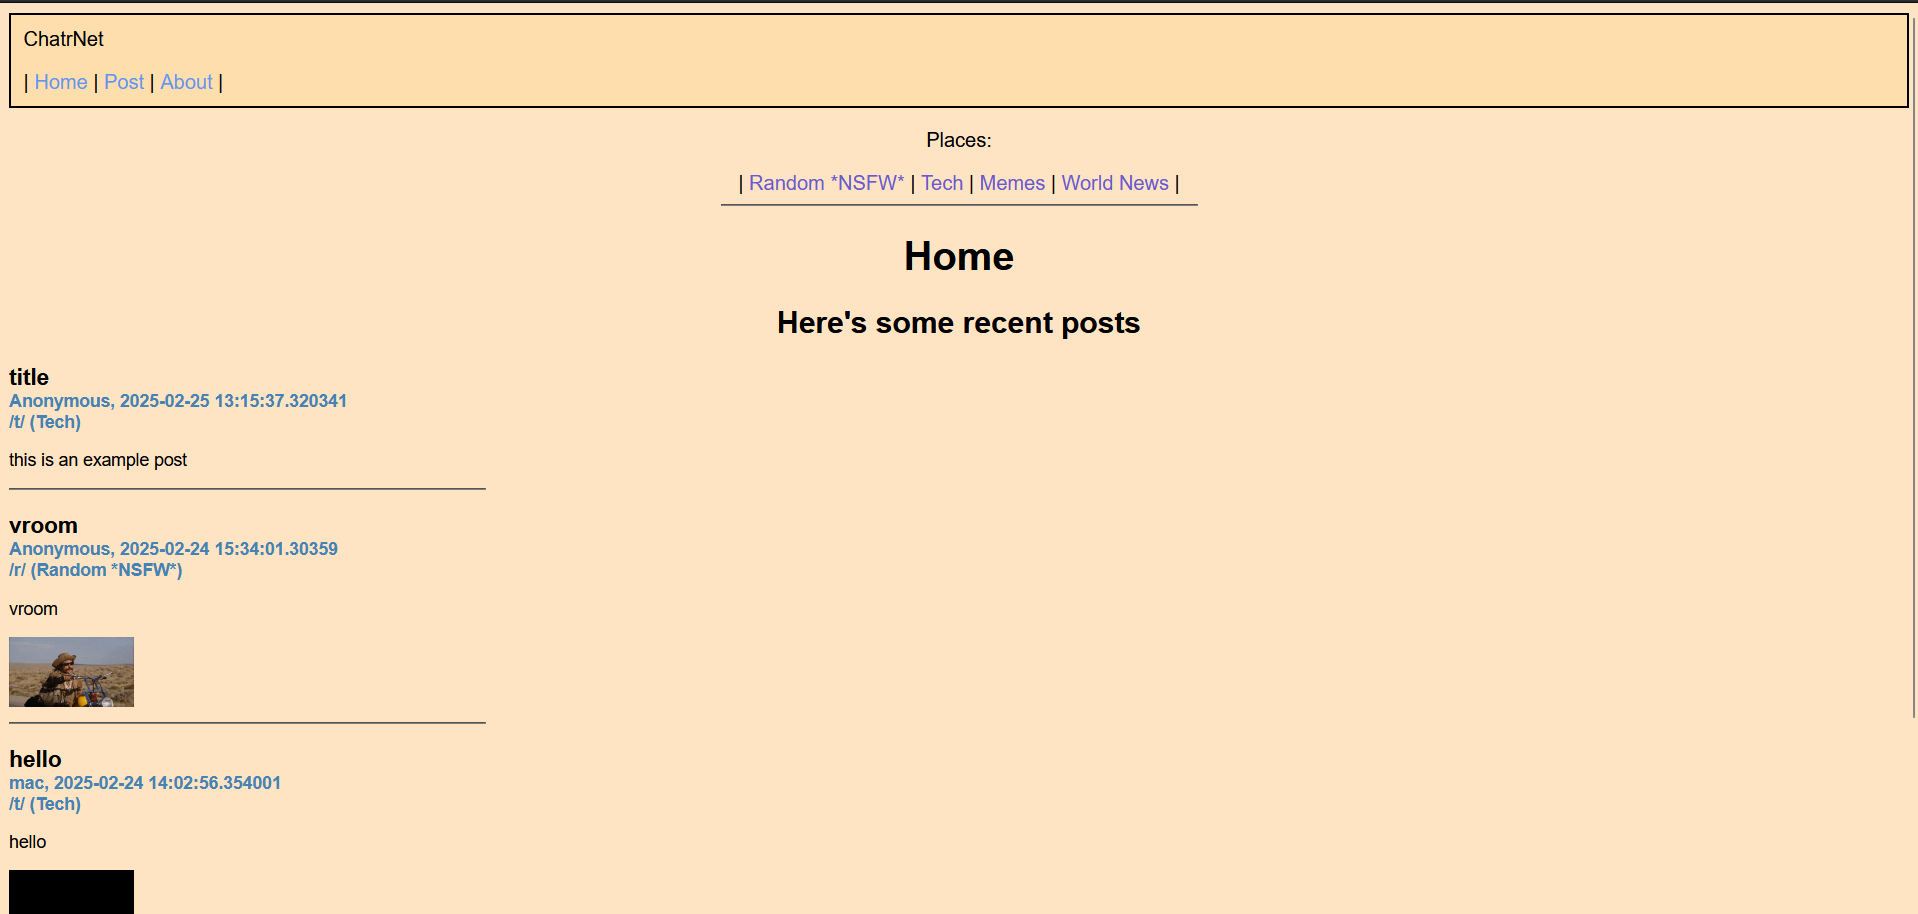 ChatrNet
| Home | Post | About |
Places:
| Random *NSFW* | Tech | Memes | World News |
Home
Here's some recent posts
title
Anonymous, 2025-02-25 13:15:37.320341
/t/ (Tech)
this is an example post
vroom
Anonymous, 2025-02-24 15:34:01.30359
/r/ (Random *NSFW*)
vroom
hello
mac, 2025-02-24 14:02:56.354001
/t/ (Tech)
hello